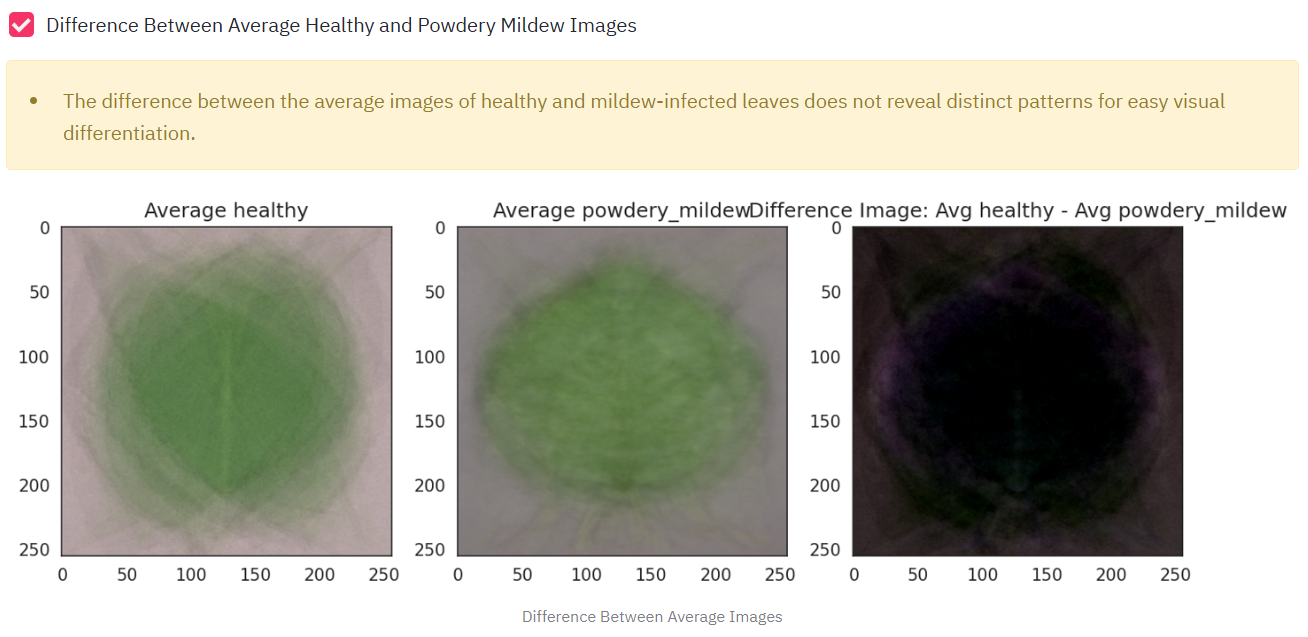 Difference Between Average Healthy and Powdery Mildew Images
• The difference between the average images of healthy and mildew-infected leaves does not reveal distinct patterns for easy visual
differentiation.
Average healthy
Average powdery_mildew
Difference Image: Avg healthy - Avg powdery_mildew
0
50
100
150
200
250
0 50 100 150 200 250
0
50
100
150
200
250
0 50 100 150 200 250
0
50
100
150
200
250
0 50 100 150 200 250
Difference Between Average Images